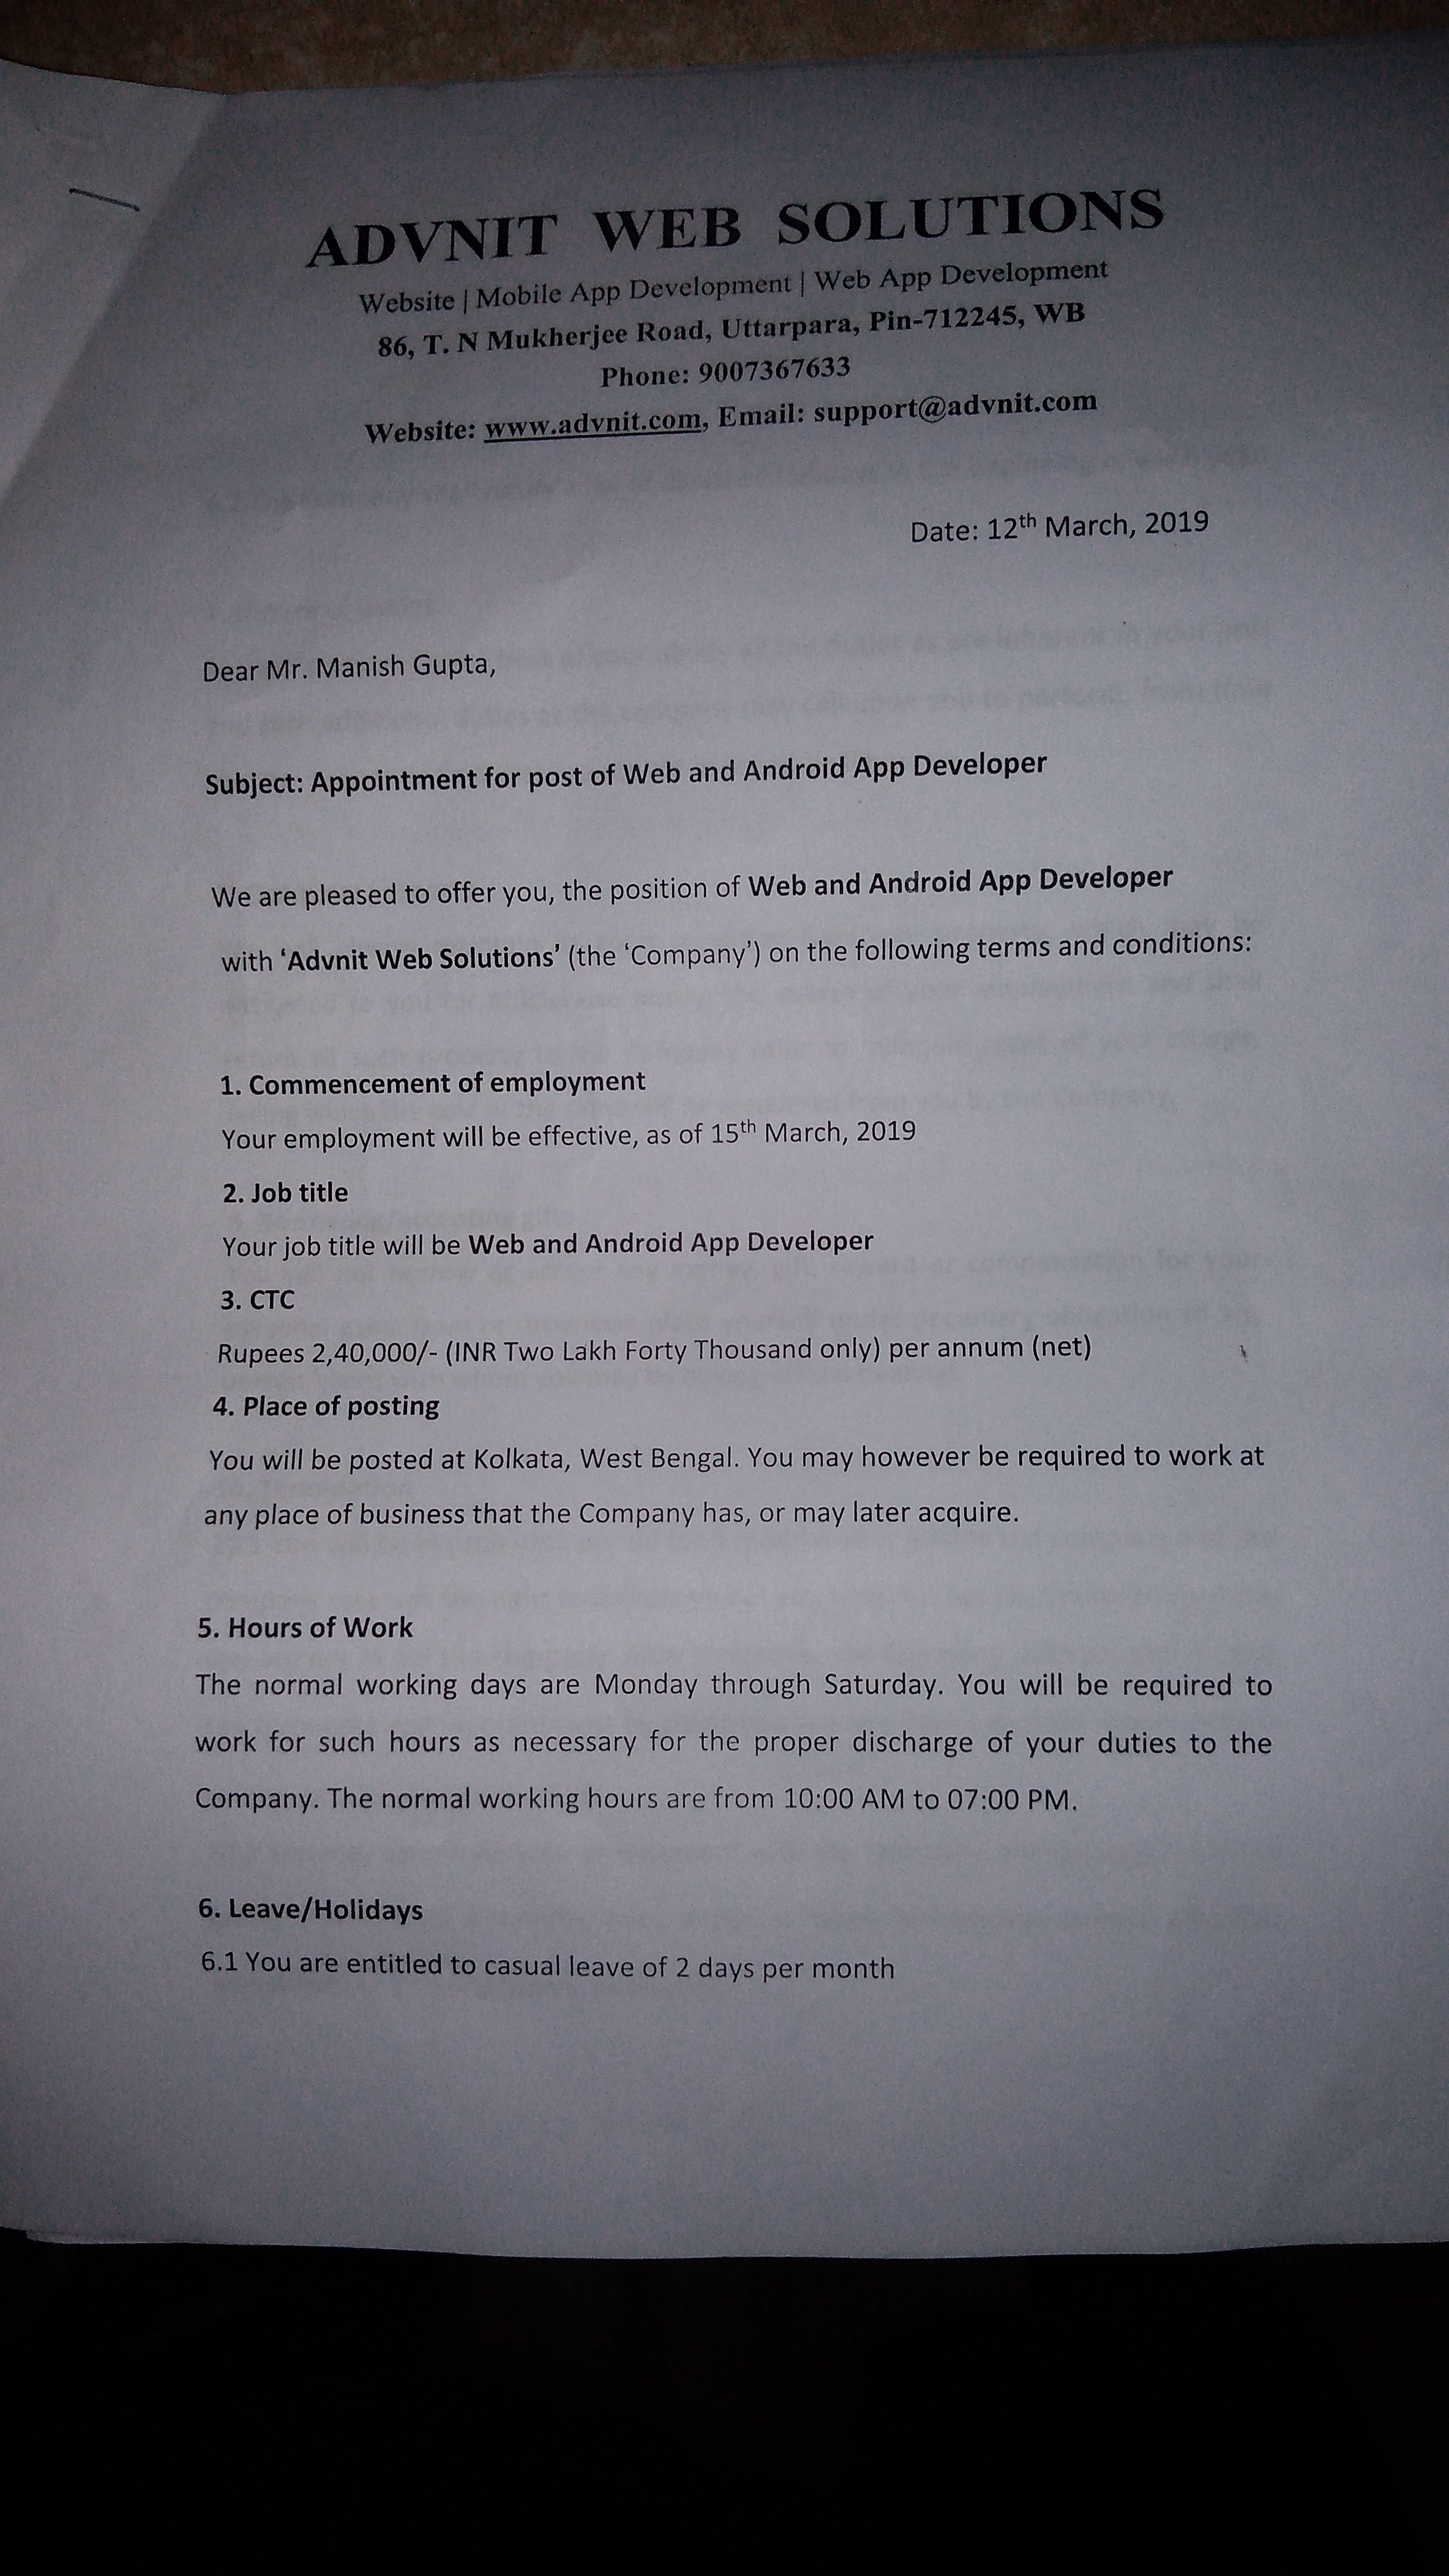 ADVNIT WEB SOLUTIONS
Website | Mobile App Development | Web App Development
86, T. N Mukherjee Road, Uttarpara, Pin-712245, WB
Phone: 9007367633
Website: www.advnit.com, Email: support@advnit.com
Date: 12th March, 2019
Dear Mr. Manish Gupta,
Subject: Appointment for post of Web and Android App Developer
We are pleased to offer you, the position of Web and Android App Developer
with ‘Advnit Web Solutions’ (the ‘Company’) on the following terms and conditions:
1. Commencement of employment
Your employment will be effective, as of 15th March, 2019
2. Job title
Your job title will be Web and Android App Developer
3. CTC
Rupees 2,40,000/- (INR Two Lakh Forty Thousand only) per annum (net)
4. Place of posting
You will be posted at Kolkata, West Bengal. You may however be required to work at
any place of business that the Company has, or may later acquire.
5. Hours of Work
The normal working days are Monday through Saturday. You will be required to
work for such hours as necessary for the proper discharge of your duties to the
Company. The normal working hours are from 10:00 AM to 07:00 PM.
6. Leave/Holidays
6.1 You are entitled to casual leave of 2 days per month